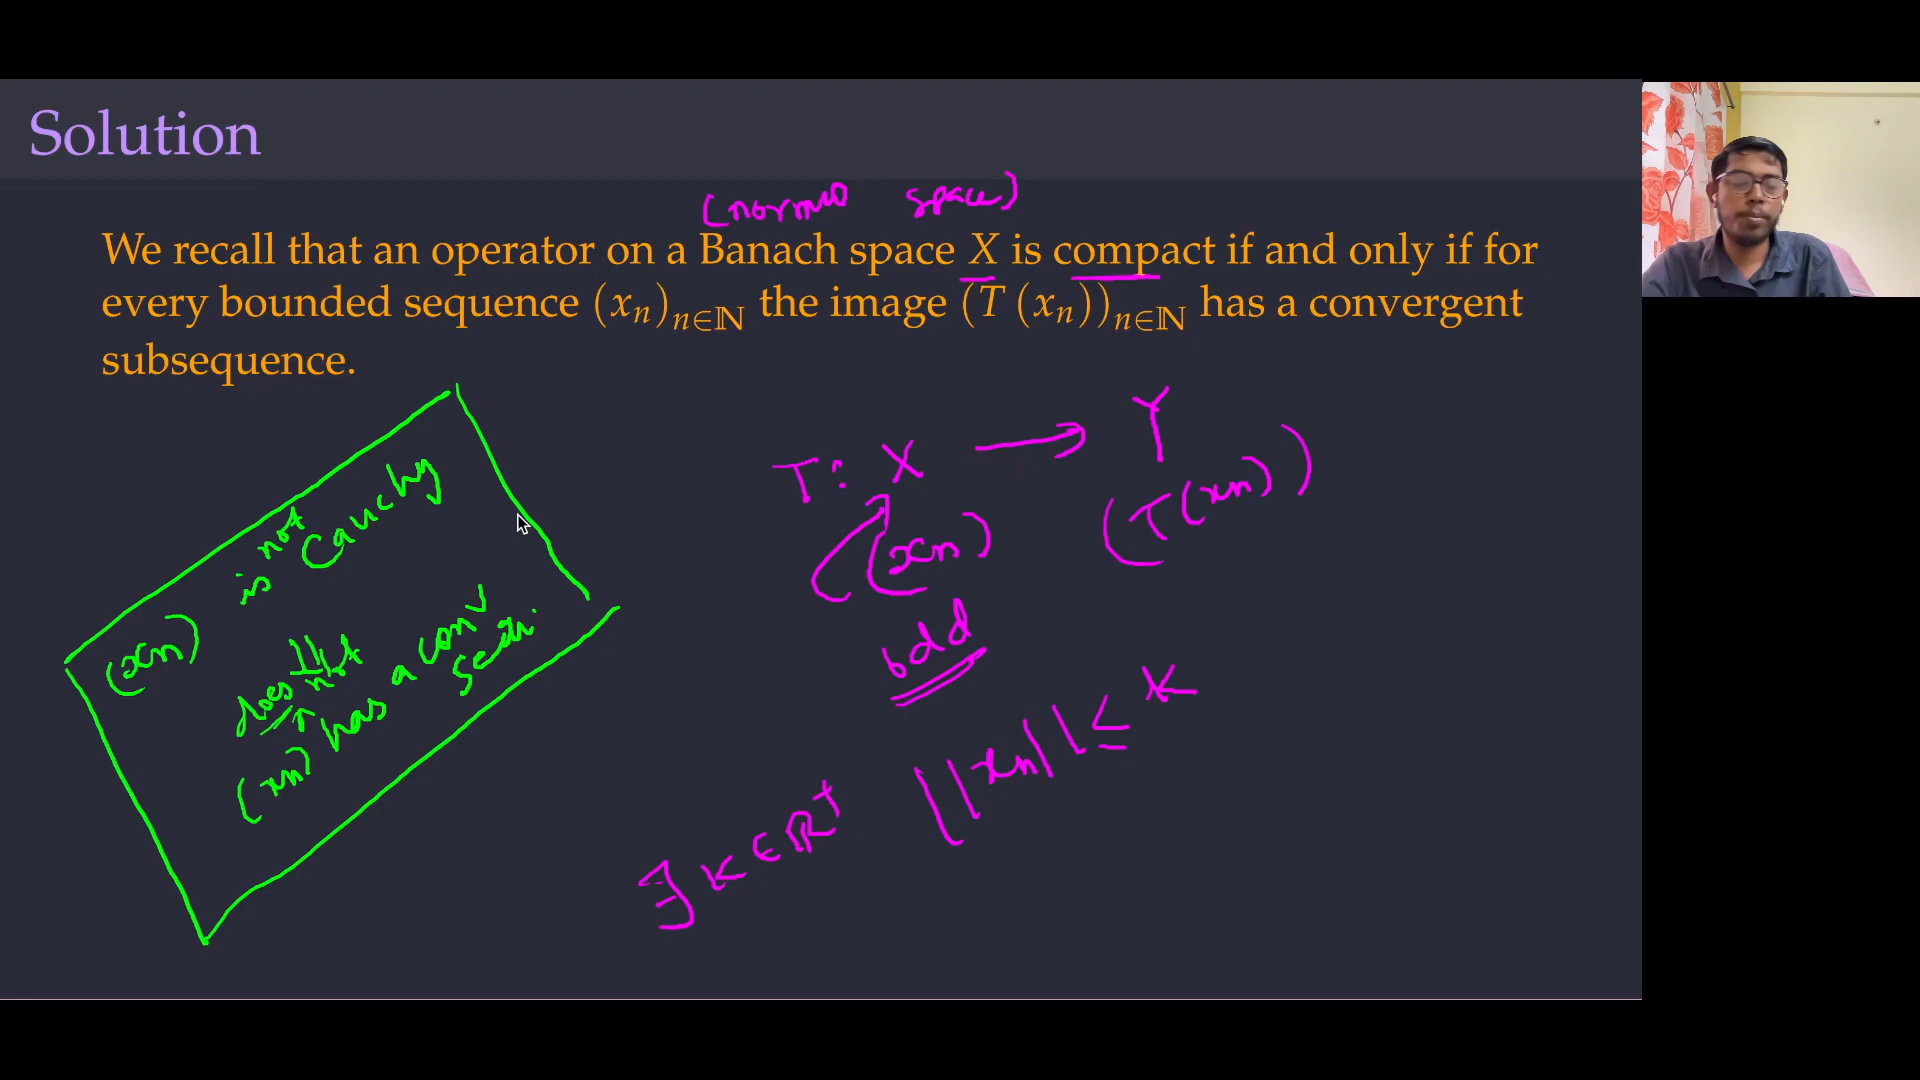 Solution
(normed space)
We recall that an operator on a Banach space X is compact if and only if for
every bounded sequence (xₙ)ₙ∈ℕ the image (T (xₙ))ₙ∈ℕ has a convergent
subsequence.
T: X → Y
(xn) (T(xn))
bdd
∃ K ∈ ℝ⁺ ||xn|| ≤ K
(xn) is not Cauchy
⇓
does not
(xn) has a conv